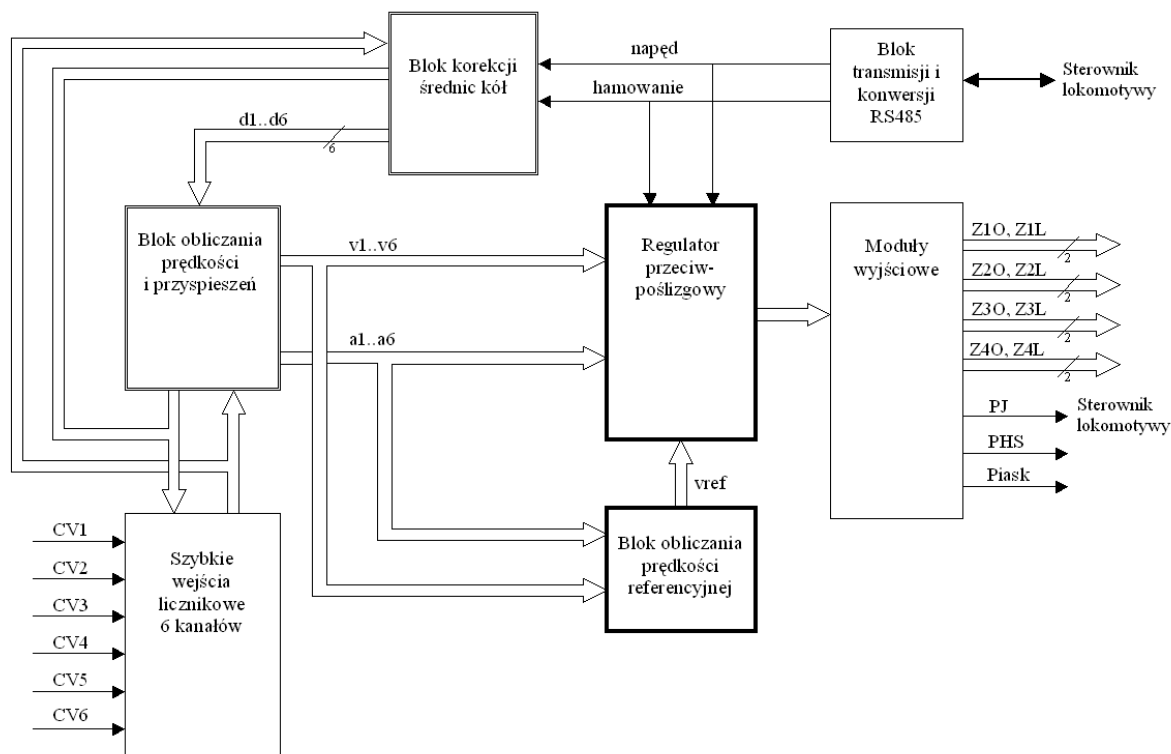 Blok korekcji
średnic kół
napęd
hamowanie
Blok
transmisji i
konwersji
RS485
Sterownik
lokomotywy
d1..d6
6
Blok obliczania
prędkości
i przyspieszeń
v1..v6
a1..a6
Regulator
przeciw-
poślizgowy
Moduły
wyjściowe
Z1O, Z1L
2
Z2O, Z2L
2
Z3O, Z3L
2
Z4O, Z4L
2
PJ
Sterownik
lokomotywy
PHS
Piask
vref
Blok obliczania
prędkości
referencyjnej
CV1
CV2
CV3
CV4
CV5
CV6
Szybkie
wejścia
licznikowe
6 kanałów